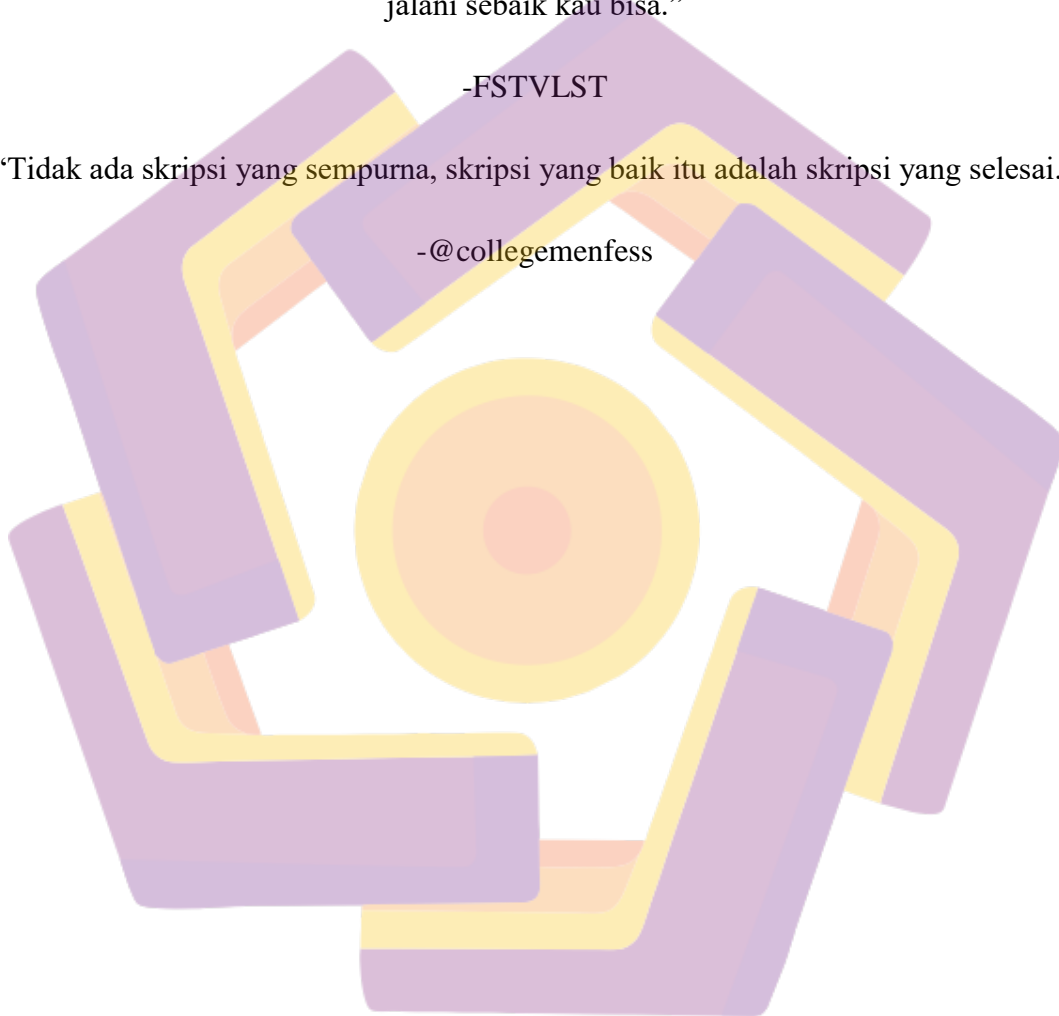 jalani sebaik kau bisa.”
-FSTVLST
“Tidak ada skripsi yang sempurna, skripsi yang baik itu adalah skripsi yang selesai.
-@collegemenfess